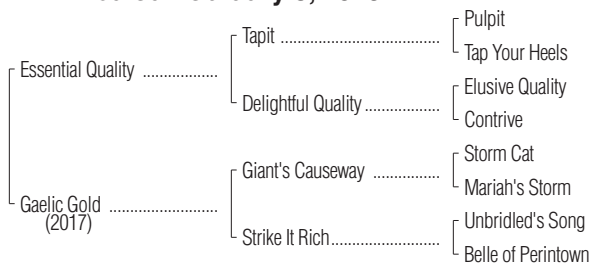 Tapit
Pulpit
Tap Your Heels
Essential Quality
Delightful Quality
Elusive Quality
Contrive
Giant's Causeway
Storm Cat
Mariah's Storm
Gaelic Gold
(2017)
Strike It Rich
Unbridled's Song
Belle of Perintown